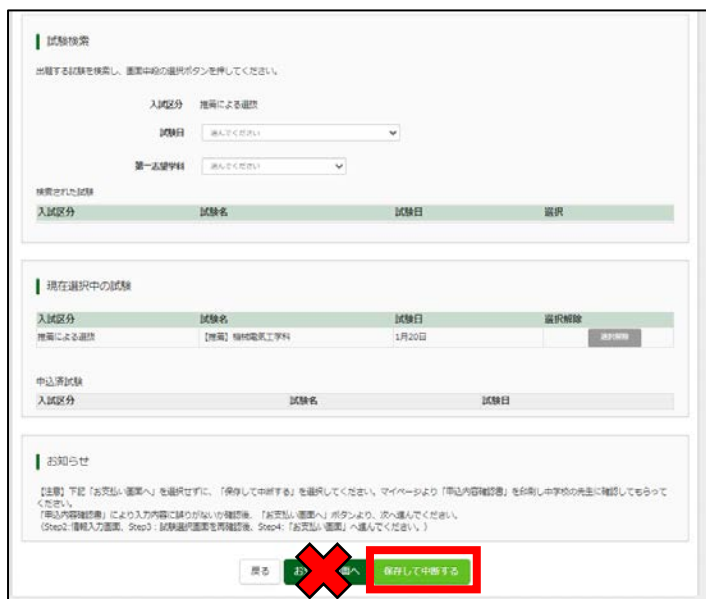 試験検索
出願する試験を検索し、画面中段の選択ボタンを押してください。
入試区分 推薦による選抜
試験日 選んでください
第一志望学科 選んでください
検索された試験
入試区分 試験名 試験日 選択
現在選択中の試験
入試区分 試験名 試験日 選択解除
推薦による選抜 【推薦】機械電気工学科 1月20日 選択解除
申込済試験
入試区分 試験名 試験日
お知らせ
【注意】下記「お支払い画面へ」を選択せずに、「保存して中断する」を選択してください。マイページより「申込内容確認書」を印刷し中学校の先生に確認してもらって
ください。
「申込内容確認書」により入力内容に誤りがないか確認後、「お支払い画面へ」ボタンより、次へ進んでください。
（Step2:情報入力画面、Step3：試験選択画面を再確認後、Step4:「お支払い画面」へ進んでください。）
戻る お 画へ 保存して中断する